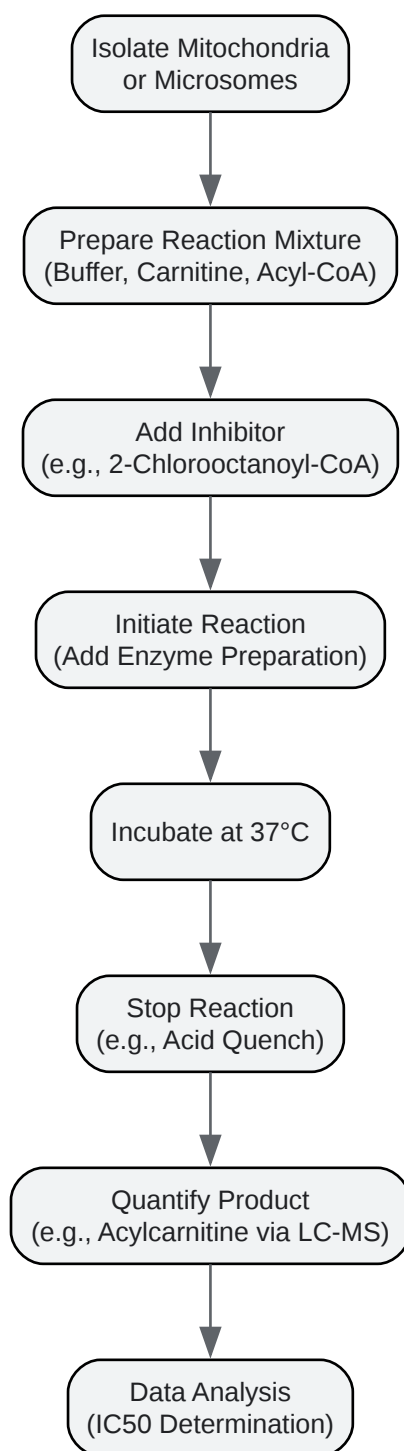 Isolate Mitochondria
or Microsomes
Prepare Reaction Mixture
(Buffer, Carnitine, Acyl-CoA)
Add Inhibitor
(e.g., 2-Chlorooctanoyl-CoA)
Initiate Reaction
(Add Enzyme Preparation)
Incubate at 37°C
Stop Reaction
(e.g., Acid Quench)
Quantify Product
(e.g., Acylcarnitine via LC-MS)
Data Analysis
(IC50 Determination)